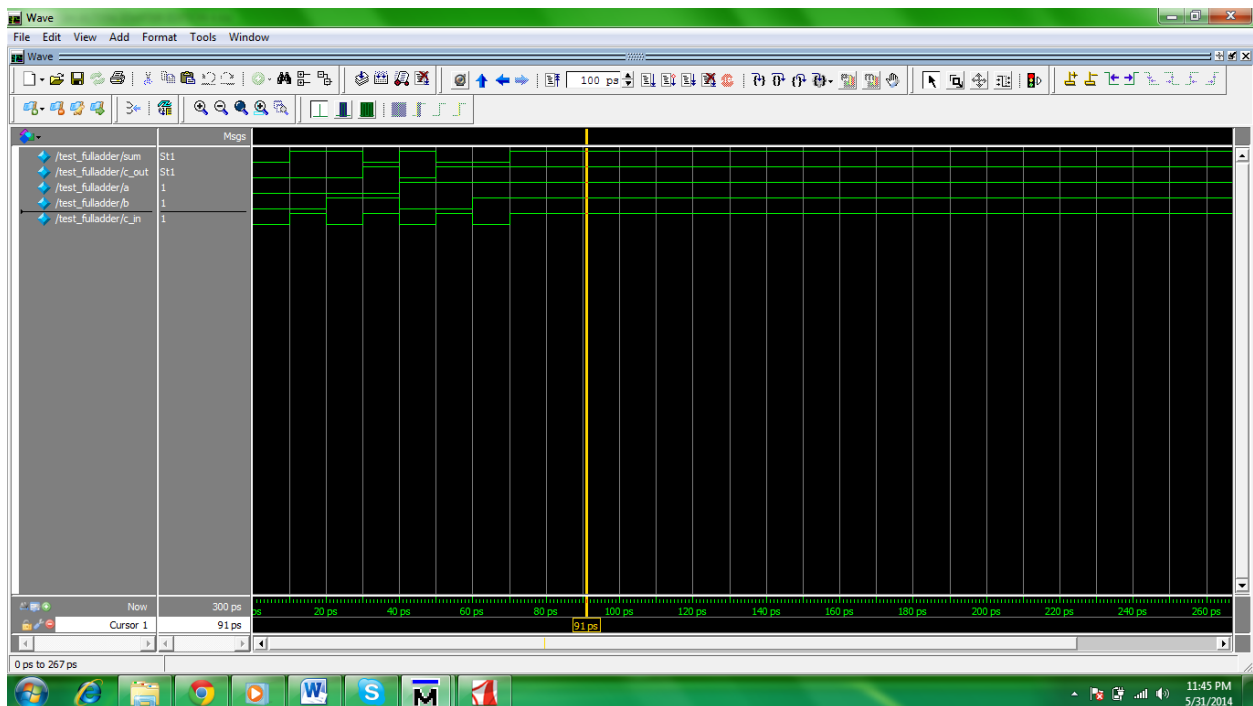 Wave
File Edit View Add Format Tools Window
Wave
100 ps
Msgs
/test_fulladder/sum St1
/test_fulladder/c_out St1
/test_fulladder/a 1
/test_fulladder/b 1
/test_fulladder/c_in 1
Now 300 ps
ps 20 ps 40 ps 60 ps 80 ps 100 ps 120 ps 140 ps 160 ps 180 ps 200 ps 220 ps 240 ps 260 ps
Cursor 1 91 ps
91 ps
0 ps to 267 ps
11:45 PM
5/31/2014